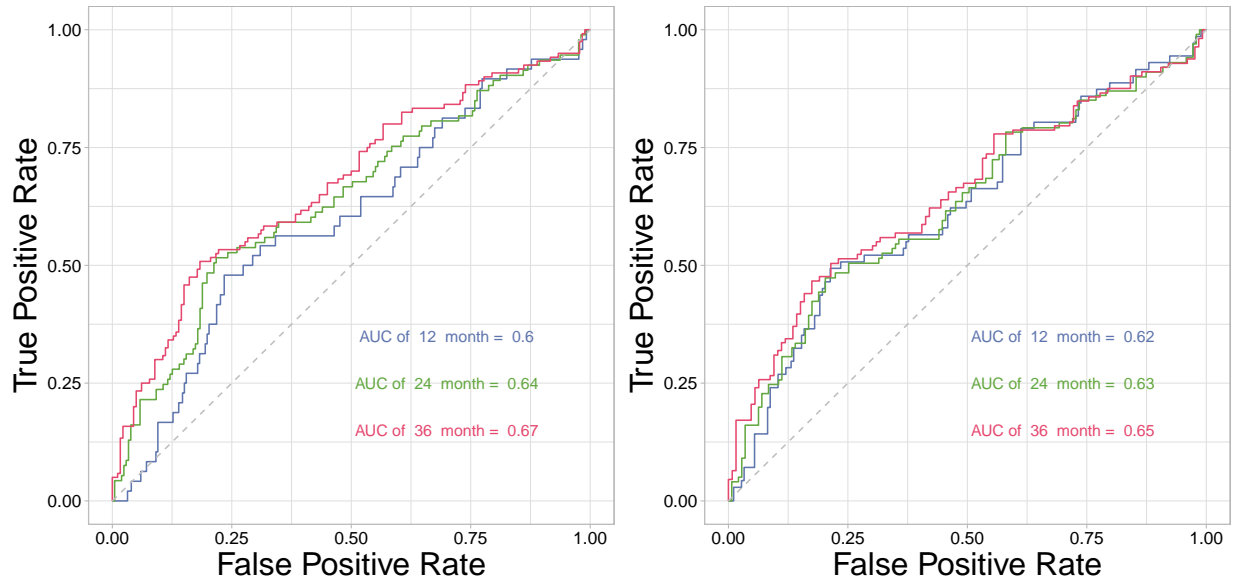 1.00
0.75
0.50
0.25
0.00
True Positive Rate
AUC of 12 month = 0.6
AUC of 24 month = 0.64
AUC of 36 month = 0.67
0.00 0.25 0.50 0.75 1.00
False Positive Rate
1.00
0.75
0.50
0.25
0.00
True Positive Rate
AUC of 12 month = 0.62
AUC of 24 month = 0.63
AUC of 36 month = 0.65
0.00 0.25 0.50 0.75 1.00
False Positive Rate